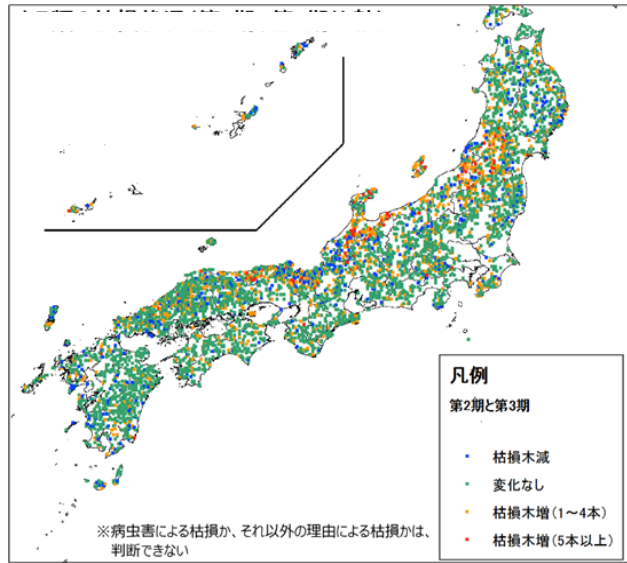 凡例
第2期と第3期
枯損木減
変化なし
枯損木増(1～4本)
枯損木増(5本以上)
※病虫害による枯損か、それ以外の理由による枯損かは、
判断できない